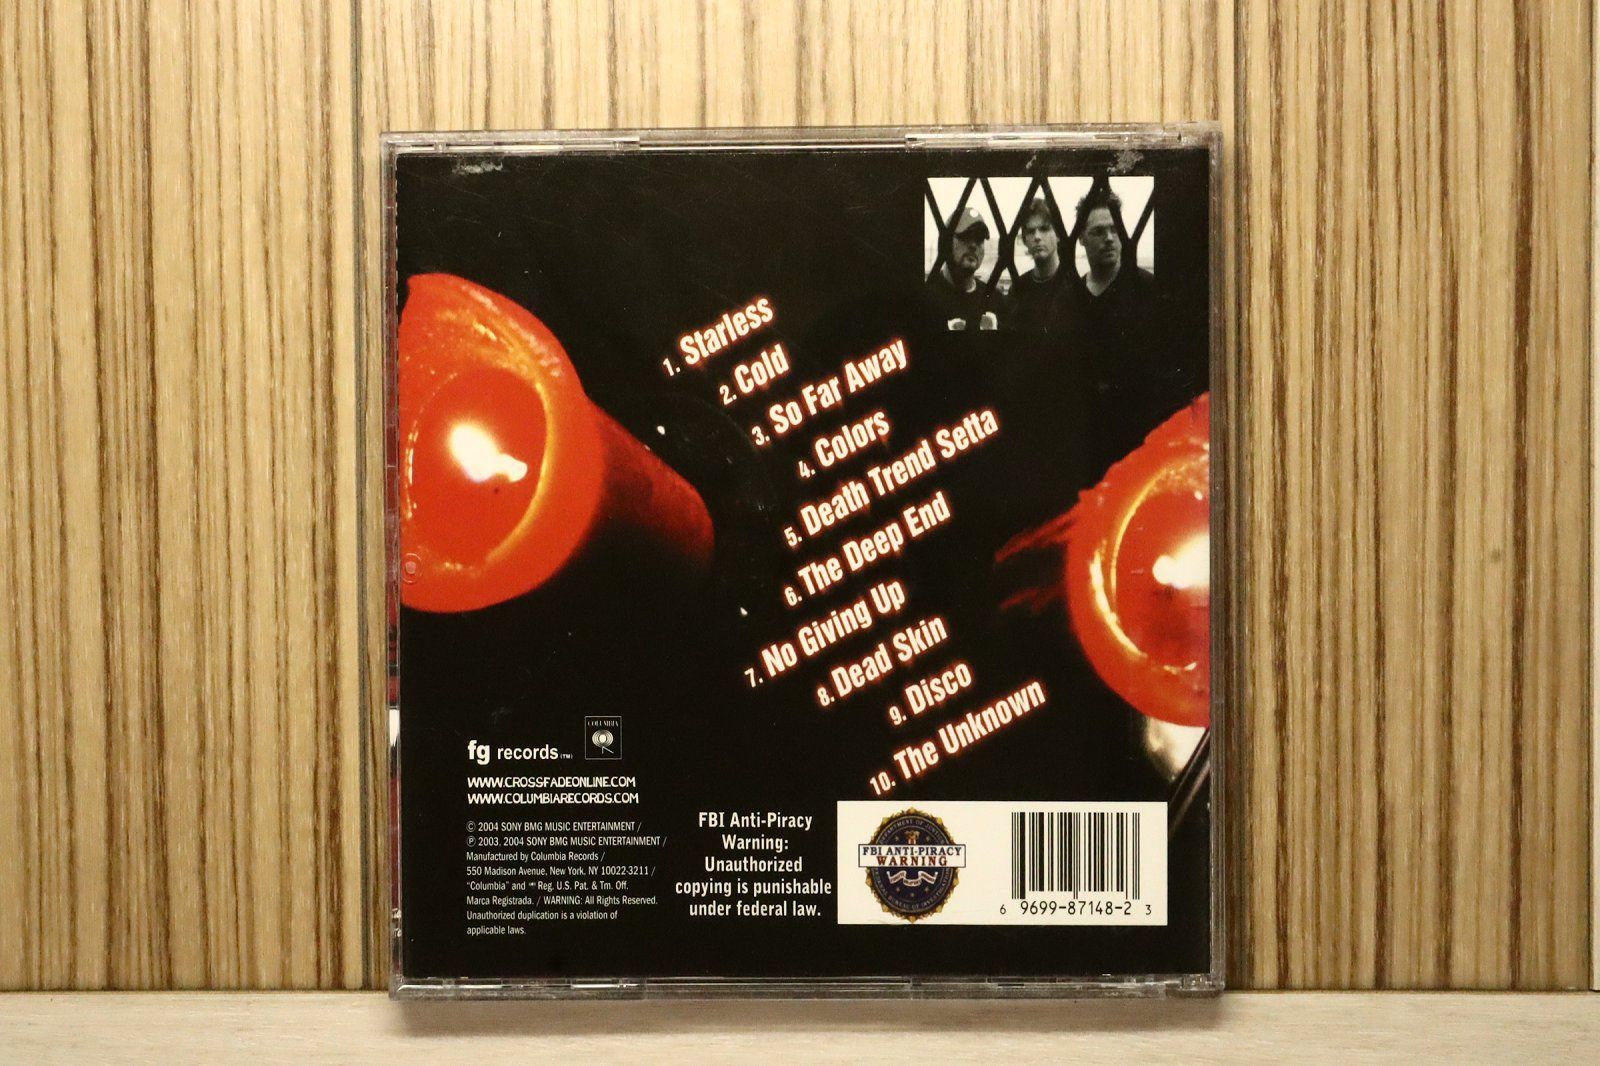 1. Starless
2. Cold
3. So Far Away
4. Colors
5. Death Trend Setta
6. The Deep End
7. No Giving Up
8. Dead Skin
9. Disco
10. The Unknown
COLUMBIA
fg records (TM)
WWW.CROSSFADEONLINE.COM
WWW.COLUMBIARECORDS.COM
© 2004 SONY BMG MUSIC ENTERTAINMENT /
℗ 2003, 2004 SONY BMG MUSIC ENTERTAINMENT /
Manufactured by Columbia Records /
550 Madison Avenue, New York, NY 10022-3211 /
"Columbia" and Reg. U.S. Pat. & Tm. Off.
Marca Registrada. / WARNING: All Rights Reserved.
Unauthorized duplication is a violation of
applicable laws.
FBI Anti-Piracy
Warning:
Unauthorized
copying is punishable
under federal law.
FBI ANTI-PIRACY
WARNING
6 9699-87148-2 3